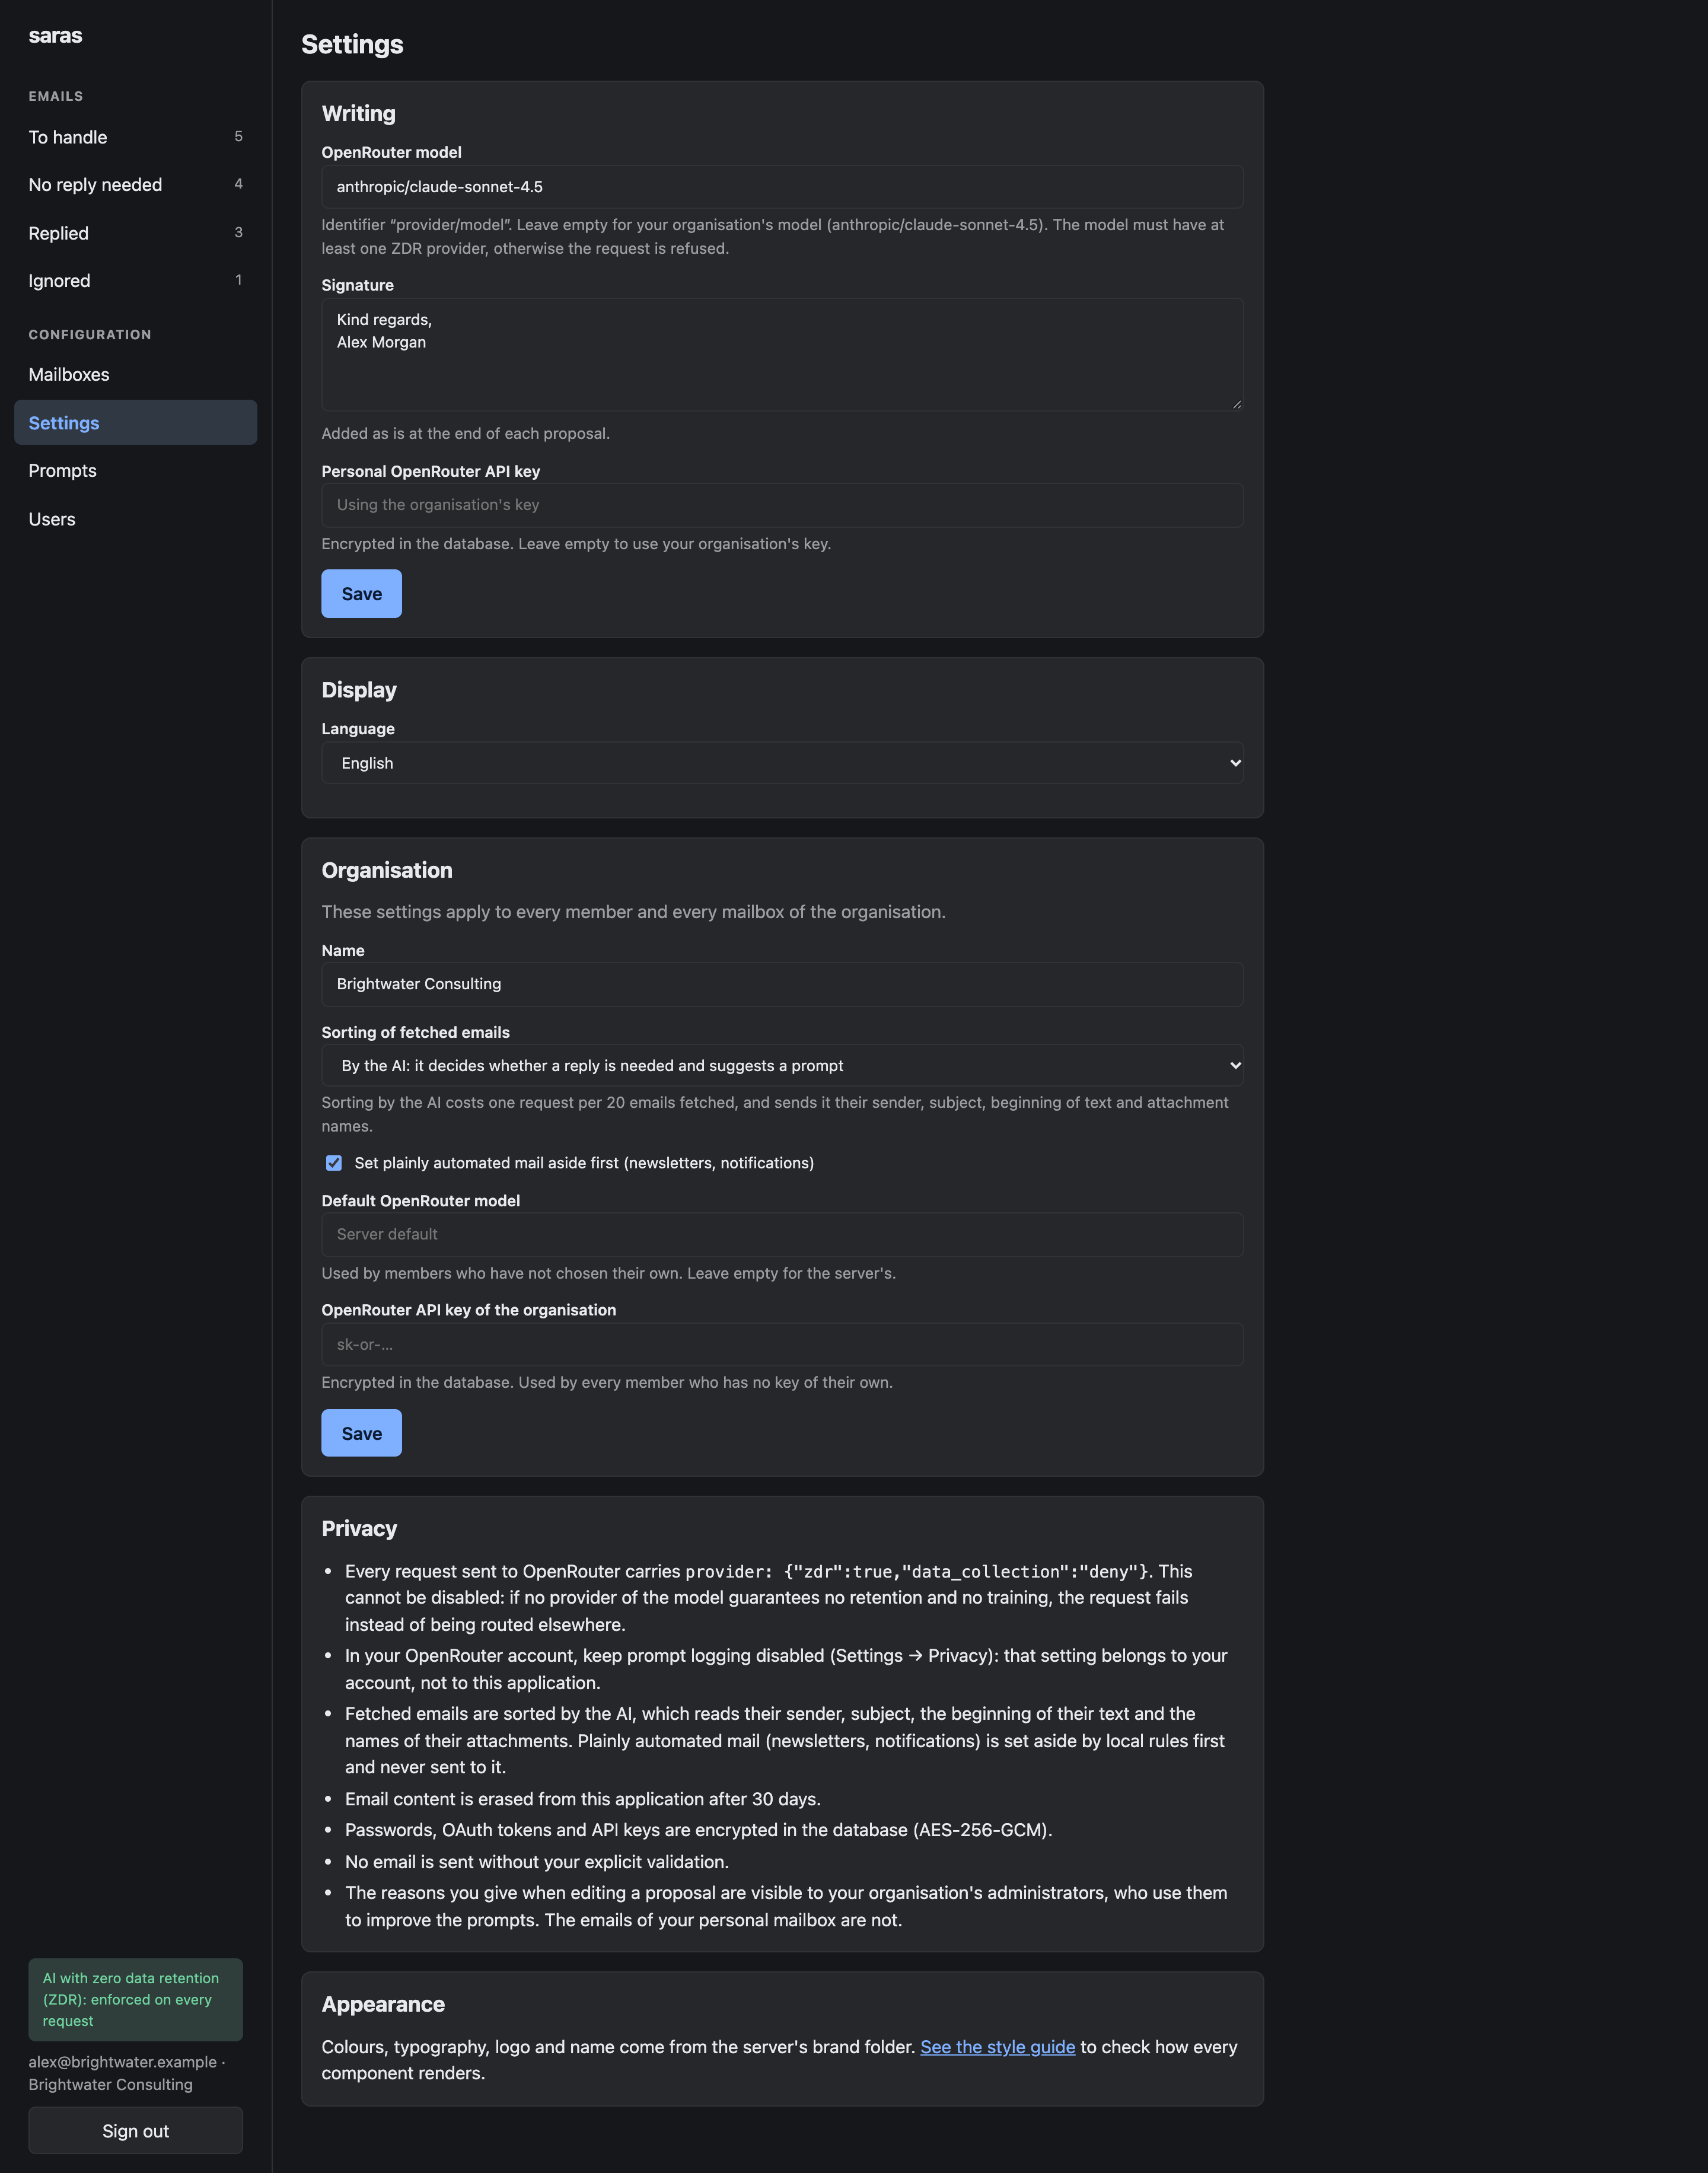 saras
EMAILS
To handle 5
No reply needed 4
Replied 3
Ignored 1
CONFIGURATION
Mailboxes
Settings
Prompts
Users
AI with zero data retention
(ZDR): enforced on every
request
alex@brightwater.example ·
Brightwater Consulting
Sign out
Settings
Writing
OpenRouter model
anthropic/claude-sonnet-4.5
Identifier “provider/model”. Leave empty for your organisation's model (anthropic/claude-sonnet-4.5). The model must have at
least one ZDR provider, otherwise the request is refused.
Signature
Kind regards,
Alex Morgan
Added as is at the end of each proposal.
Personal OpenRouter API key
Using the organisation's key
Encrypted in the database. Leave empty to use your organisation's key.
Save
Display
Language
English
Organisation
These settings apply to every member and every mailbox of the organisation.
Name
Brightwater Consulting
Sorting of fetched emails
By the AI: it decides whether a reply is needed and suggests a prompt
Sorting by the AI costs one request per 20 emails fetched, and sends it their sender, subject, beginning of text and attachment
names.
Set plainly automated mail aside first (newsletters, notifications)
Default OpenRouter model
Server default
Used by members who have not chosen their own. Leave empty for the server's.
OpenRouter API key of the organisation
sk-or-…
Encrypted in the database. Used by every member who has no key of their own.
Save
Privacy
• Every request sent to OpenRouter carries provider: {"zdr":true,"data_collection":"deny"}. This
cannot be disabled: if no provider of the model guarantees no retention and no training, the request fails
instead of being routed elsewhere.
• In your OpenRouter account, keep prompt logging disabled (Settings → Privacy): that setting belongs to your
account, not to this application.
• Fetched emails are sorted by the AI, which reads their sender, subject, the beginning of their text and the
names of their attachments. Plainly automated mail (newsletters, notifications) is set aside by local rules first
and never sent to it.
• Email content is erased from this application after 30 days.
• Passwords, OAuth tokens and API keys are encrypted in the database (AES-256-GCM).
• No email is sent without your explicit validation.
• The reasons you give when editing a proposal are visible to your organisation's administrators, who use them
to improve the prompts. The emails of your personal mailbox are not.
Appearance
Colours, typography, logo and name come from the server's brand folder. See the style guide to check how every
component renders.